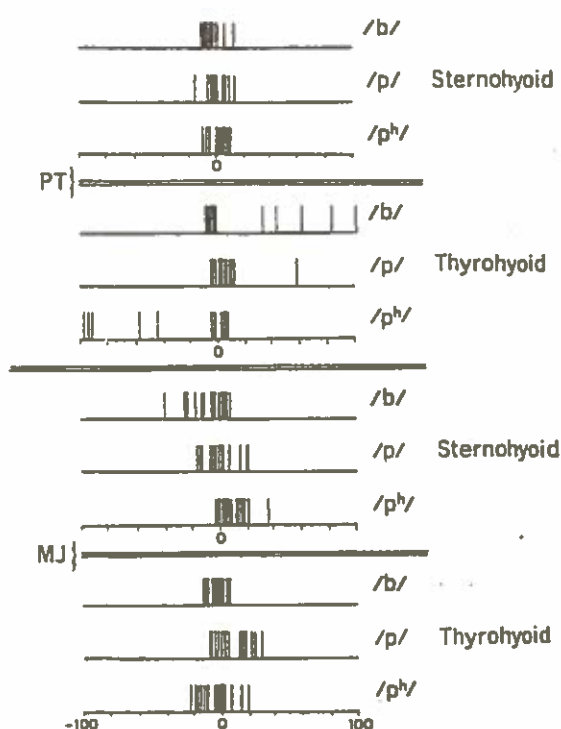 /b/
/p/ Sternohyoid
/pʰ/
0
PT}
/b/
/p/ Thyrohyoid
/pʰ/
0
/b/
/p/ Sternohyoid
/pʰ/
0
MJ}
/b/
/p/ Thyrohyoid
/pʰ/
-100 0 100